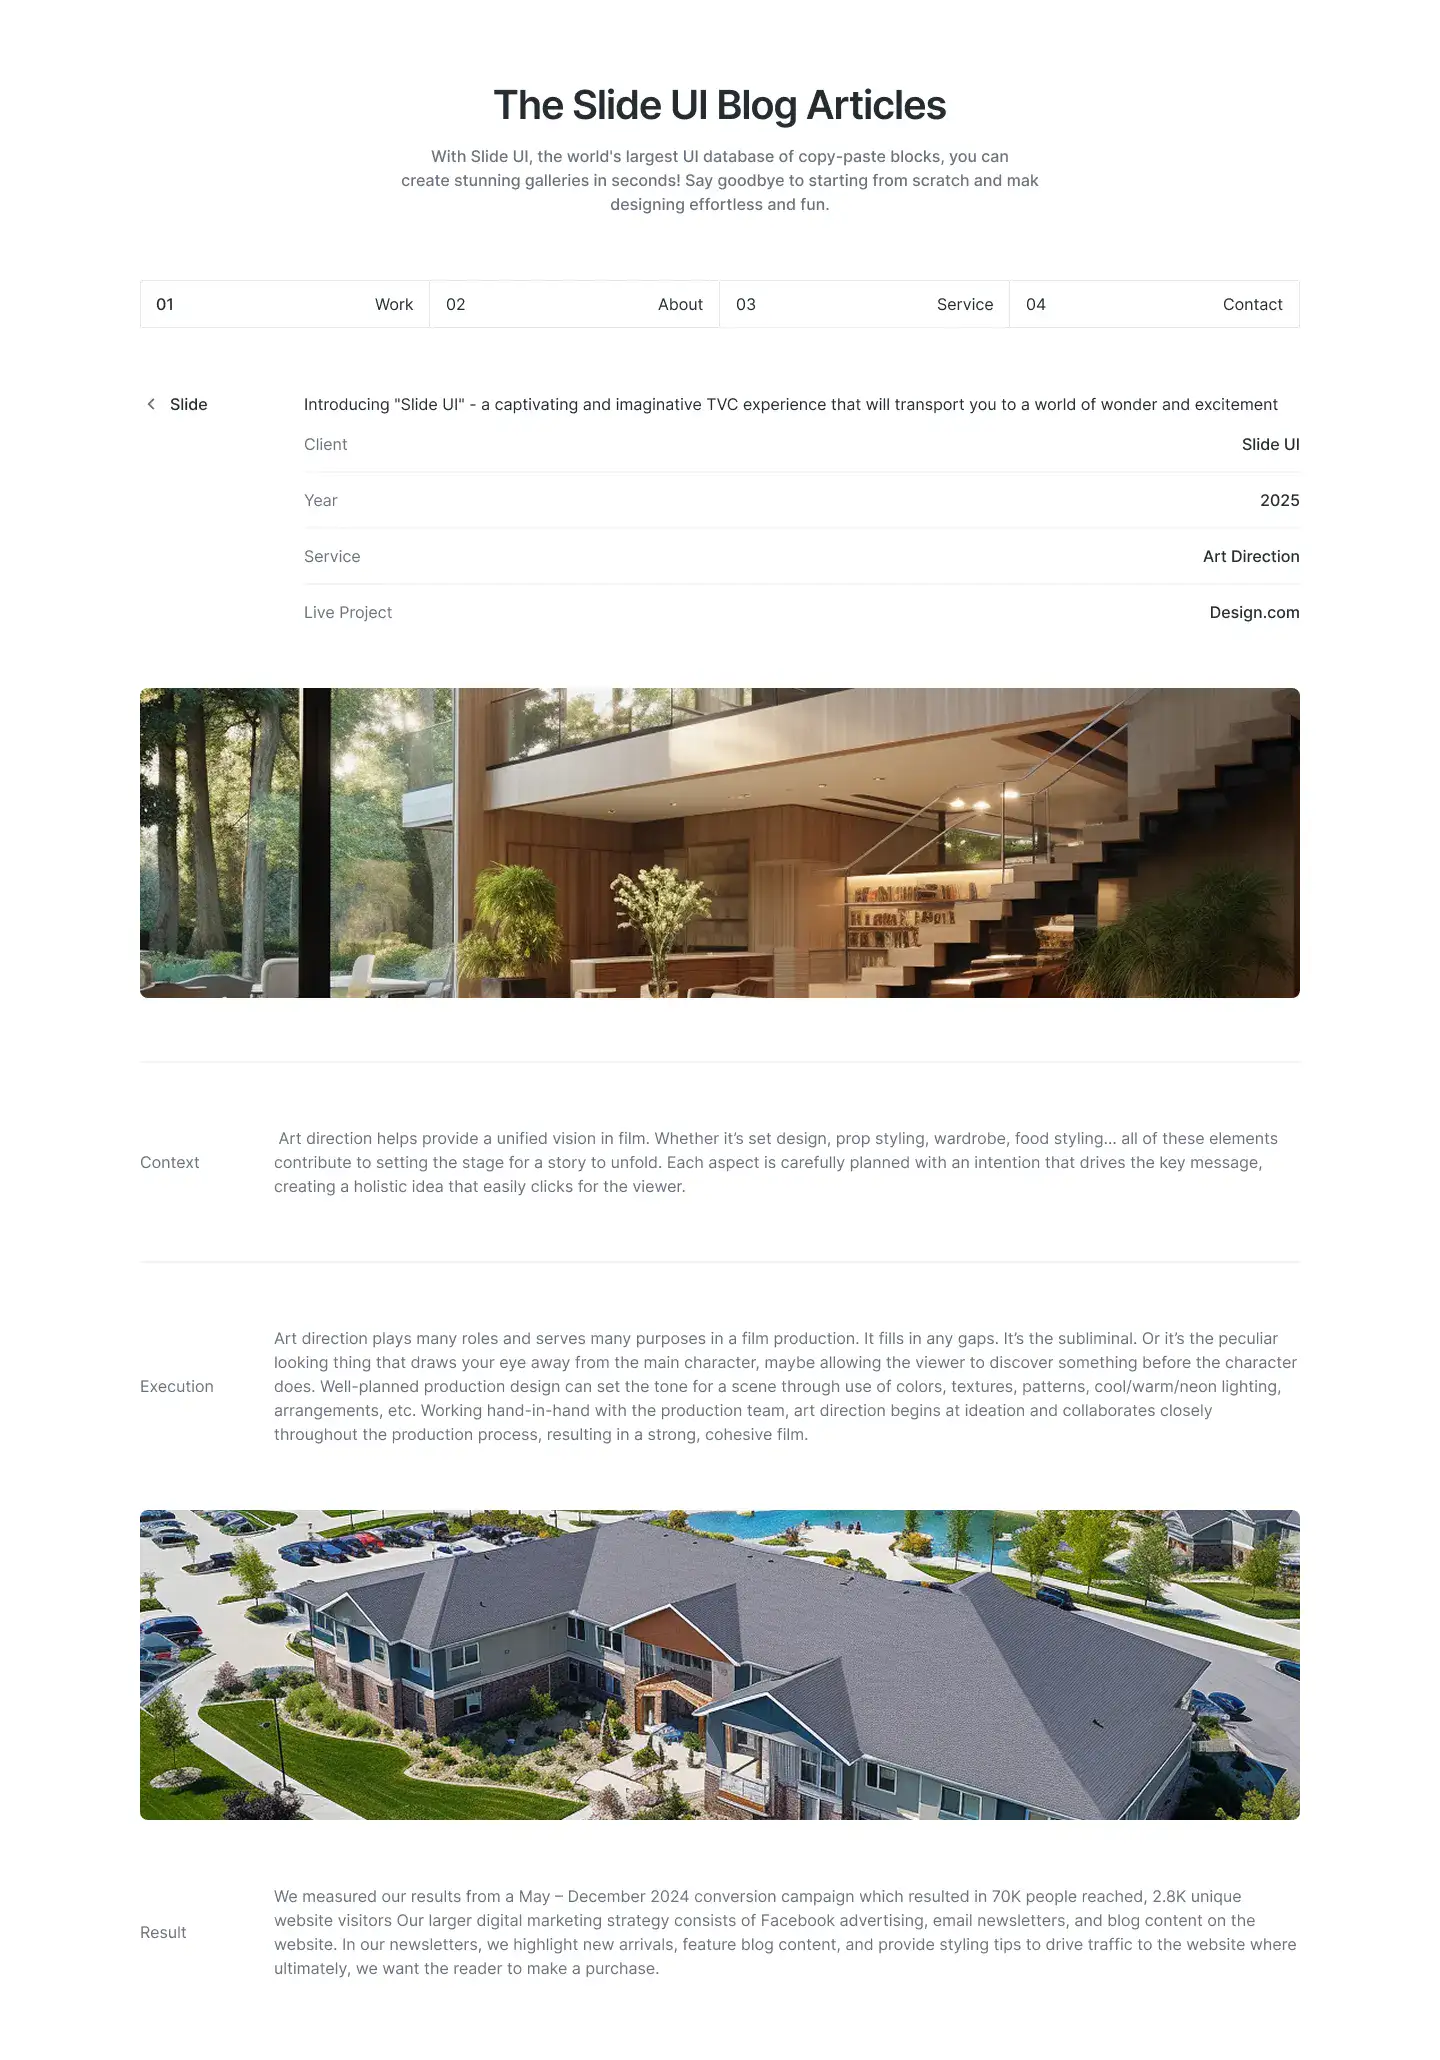 The Slide UI Blog Articles
With Slide UI, the world's largest UI database of copy-paste blocks, you can
create stunning galleries in seconds! Say goodbye to starting from scratch and mak
designing effortless and fun.
01 Work 02 About 03 Service 04 Contact
Slide
Introducing "Slide UI" - a captivating and imaginative TVC experience that will transport you to a world of wonder and excitement
Client Slide UI
Year 2025
Service Art Direction
Live Project Design.com
Context
Art direction helps provide a unified vision in film. Whether it’s set design, prop styling, wardrobe, food styling… all of these elements
contribute to setting the stage for a story to unfold. Each aspect is carefully planned with an intention that drives the key message,
creating a holistic idea that easily clicks for the viewer.
Execution
Art direction plays many roles and serves many purposes in a film production. It fills in any gaps. It’s the subliminal. Or it’s the peculiar
looking thing that draws your eye away from the main character, maybe allowing the viewer to discover something before the character
does. Well-planned production design can set the tone for a scene through use of colors, textures, patterns, cool/warm/neon lighting,
arrangements, etc. Working hand-in-hand with the production team, art direction begins at ideation and collaborates closely
throughout the production process, resulting in a strong, cohesive film.
Result
We measured our results from a May – December 2024 conversion campaign which resulted in 70K people reached, 2.8K unique
website visitors Our larger digital marketing strategy consists of Facebook advertising, email newsletters, and blog content on the
website. In our newsletters, we highlight new arrivals, feature blog content, and provide styling tips to drive traffic to the website where
ultimately, we want the reader to make a purchase.